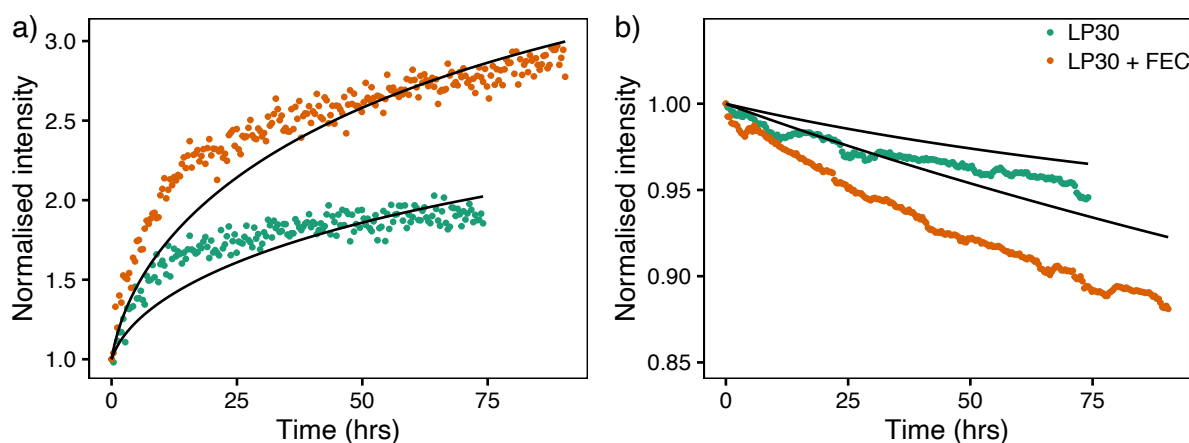 a)
Normalised intensity
3.0
2.5
2.0
1.5
1.0
0
25
50
75
Time (hrs)
b)
LP30
LP30 + FEC
Normalised intensity
1.00
0.95
0.90
0.85
0
25
50
75
Time (hrs)